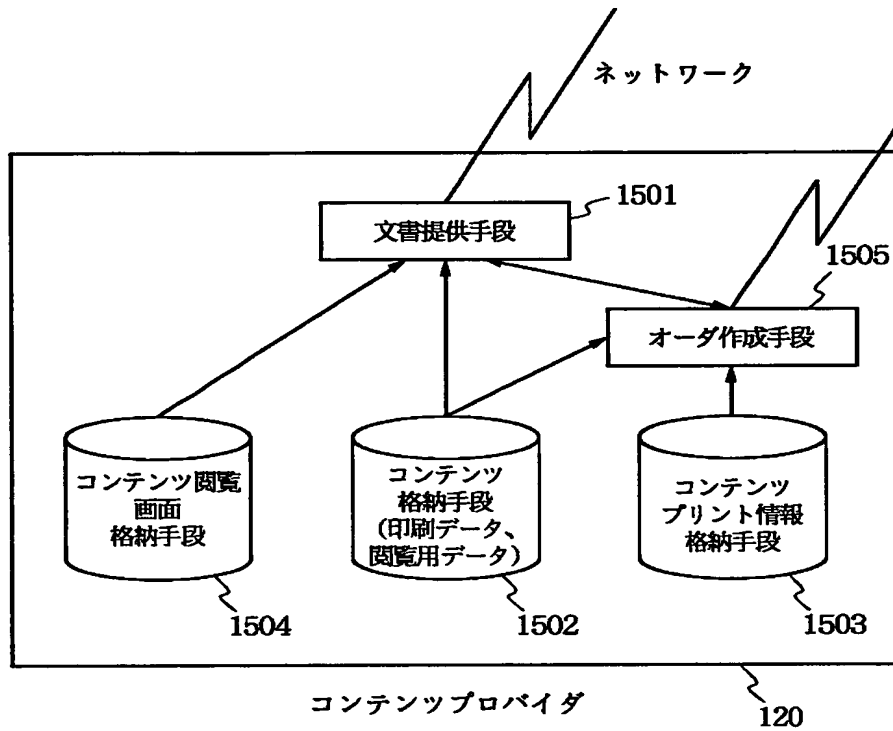 ネットワーク
1501
文書提供手段
1505
オーダ作成手段
コンテンツ閲覧
画面
格納手段
1504
コンテンツ
格納手段
(印刷データ、
閲覧用データ)
1502
コンテンツ
プリント情報
格納手段
1503
コンテンツプロバイダ
120